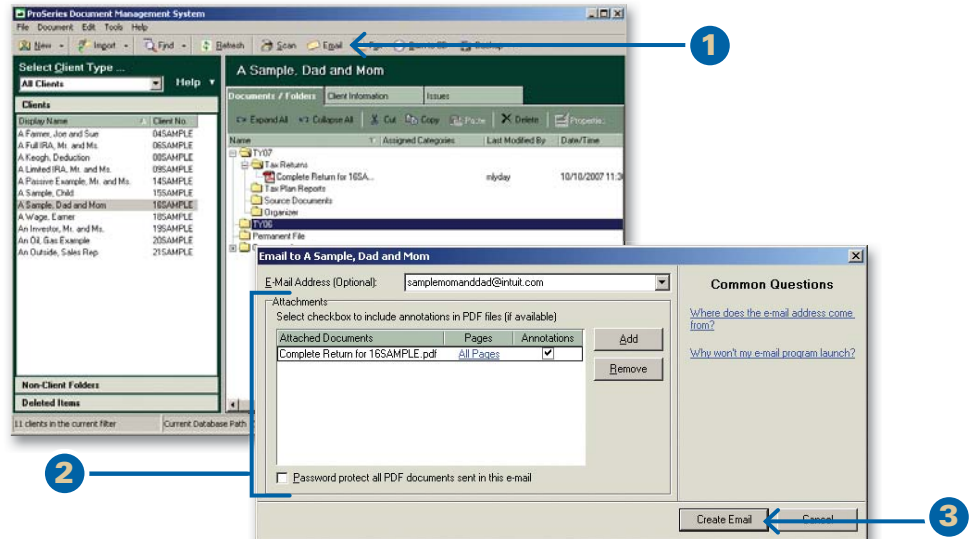 ProSeries Document Management System
File Document Edit Tools Help
New Import Find Refresh Scan Email
1
Select Client Type ...
All Clients Help
Clients
Display Name Client No.
A Farmer, Joe and Sue 04SAMPLE
A Full IRA, Mr. and Ms. 06SAMPLE
A Keogh, Deduction 08SAMPLE
A Limited IRA, Mr. and Ms. 09SAMPLE
A Passive Example, Mr. and Ms. 14SAMPLE
A Sample, Child 15SAMPLE
A Sample, Dad and Mom 16SAMPLE
A Wage, Earner 18SAMPLE
An Investor, Mr. and Ms. 19SAMPLE
An Oil, Gas Example 20SAMPLE
An Outside, Sales Rep. 21SAMPLE
Non-Client Folders
Deleted Items
11 clients in the current filter Current Database Path
A Sample, Dad and Mom
Documents / Folders Client Information Issues
Expand All Collapse All Cut Copy Paste Delete Properties
Name Assigned Categories Last Modified By Date/Time
TY07
Tax Returns
Complete Return for 16SA... mlyday 10/18/2007 11:3
Tax Plan Reports
Source Documents
Organizer
TY06
Permanent File
Email to A Sample, Dad and Mom
E-Mail Address (Optional): samplemomanddad@intuit.com
Attachments
Select checkbox to include annotations in PDF files (if available)
Attached Documents Pages Annotations
Complete Return for 16SAMPLE.pdf All Pages
Add
Remove
2
Password protect all PDF documents sent in this e-mail
Common Questions
Where does the e-mail address come
from?
Why won't my e-mail program launch?
Create Email Cancel
3